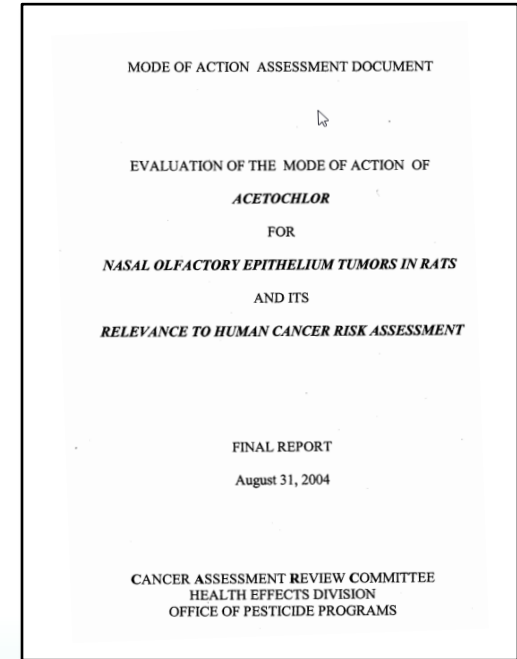 MODE OF ACTION ASSESSMENT DOCUMENT
EVALUATION OF THE MODE OF ACTION OF
ACETOCHLOR
FOR
NASAL OLFACTORY EPITHELIUM TUMORS IN RATS
AND ITS
RELEVANCE TO HUMAN CANCER RISK ASSESSMENT
FINAL REPORT
August 31, 2004
CANCER ASSESSMENT REVIEW COMMITTEE
HEALTH EFFECTS DIVISION
OFFICE OF PESTICIDE PROGRAMS